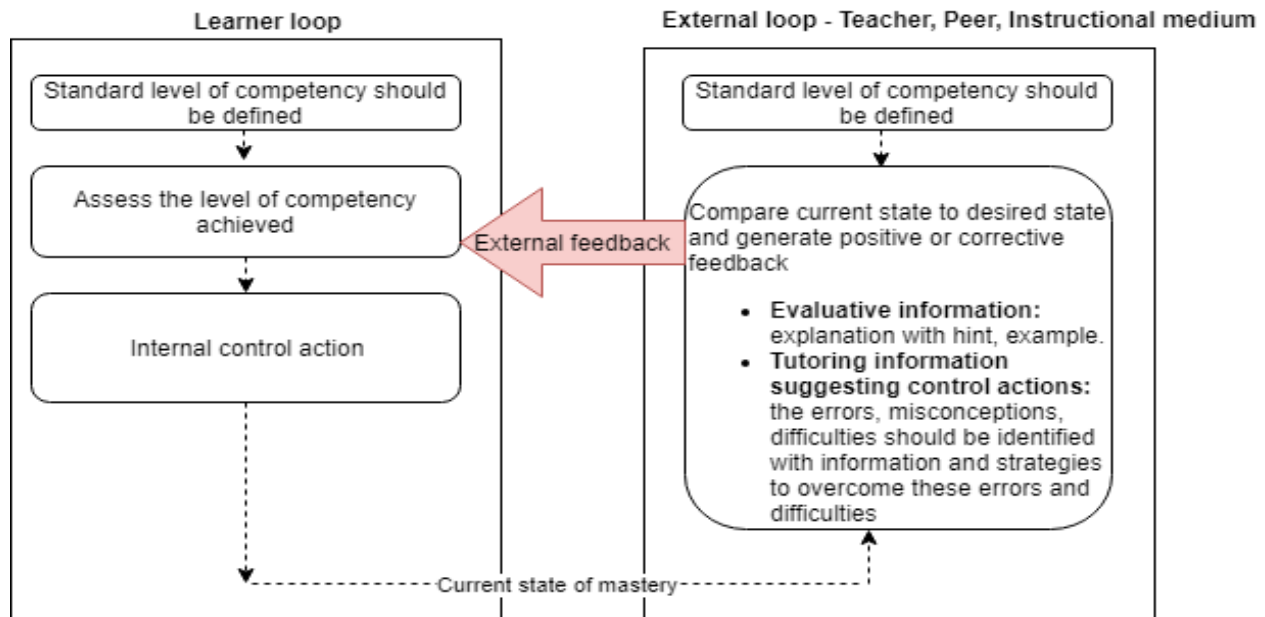 Learner loop
External loop - Teacher, Peer, Instructional medium
Standard level of competency should
be defined
Assess the level of competency
achieved
Internal control action
External feedback
Standard level of competency should
be defined
Compare current state to desired state
and generate positive or corrective
feedback
• Evaluative information:
explanation with hint, example.
• Tutoring information
suggesting control actions:
the errors, misconceptions,
difficulties should be identified
with information and strategies
to overcome these errors and
difficulties
Current state of mastery